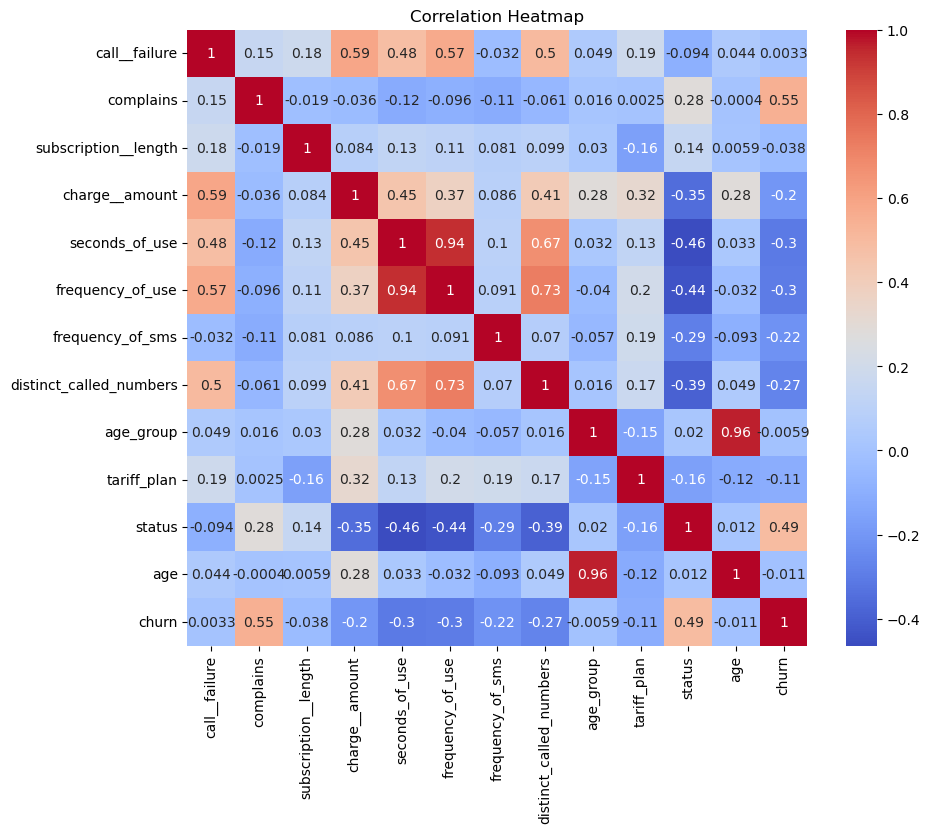 Correlation Heatmap
call__failure 1 0.15 0.18 0.59 0.48 0.57 -0.032 0.5 0.049 0.19 -0.094 0.044 0.0033
complains 0.15 1 -0.019 -0.036 -0.12 -0.096 -0.11 -0.061 0.016 0.0025 0.28 -0.0004 0.55
subscription__length 0.18 -0.019 1 0.084 0.13 0.11 0.081 0.099 0.03 -0.16 0.14 0.0059 -0.038
charge__amount 0.59 -0.036 0.084 1 0.45 0.37 0.086 0.41 0.28 0.32 -0.35 0.28 -0.2
seconds_of_use 0.48 -0.12 0.13 0.45 1 0.94 0.1 0.67 0.032 0.13 -0.46 0.033 -0.3
frequency_of_use 0.57 -0.096 0.11 0.37 0.94 1 0.091 0.73 -0.04 0.2 -0.44 -0.032 -0.3
frequency_of_sms -0.032 -0.11 0.081 0.086 0.1 0.091 1 0.07 -0.057 0.19 -0.29 -0.093 -0.22
distinct_called_numbers 0.5 -0.061 0.099 0.41 0.67 0.73 0.07 1 0.016 0.17 -0.39 0.049 -0.27
age_group 0.049 0.016 0.03 0.28 0.032 -0.04 -0.057 0.016 1 -0.15 0.02 0.96 -0.0059
tariff_plan 0.19 0.0025 -0.16 0.32 0.13 0.2 0.19 0.17 -0.15 1 -0.16 -0.12 -0.11
status -0.094 0.28 0.14 -0.35 -0.46 -0.44 -0.29 -0.39 0.02 -0.16 1 0.012 0.49
age 0.044 -0.0004 0.0059 0.28 0.033 -0.032 -0.093 0.049 0.96 -0.12 0.012 1 -0.011
churn 0.0033 0.55 -0.038 -0.2 -0.3 -0.3 -0.22 -0.27 -0.0059 -0.11 0.49 -0.011 1
call__failure
complains
subscription__length
charge__amount
seconds_of_use
frequency_of_use
frequency_of_sms
distinct_called_numbers
age_group
tariff_plan
status
age
churn
1.0
0.8
0.6
0.4
0.2
0.0
−0.2
−0.4